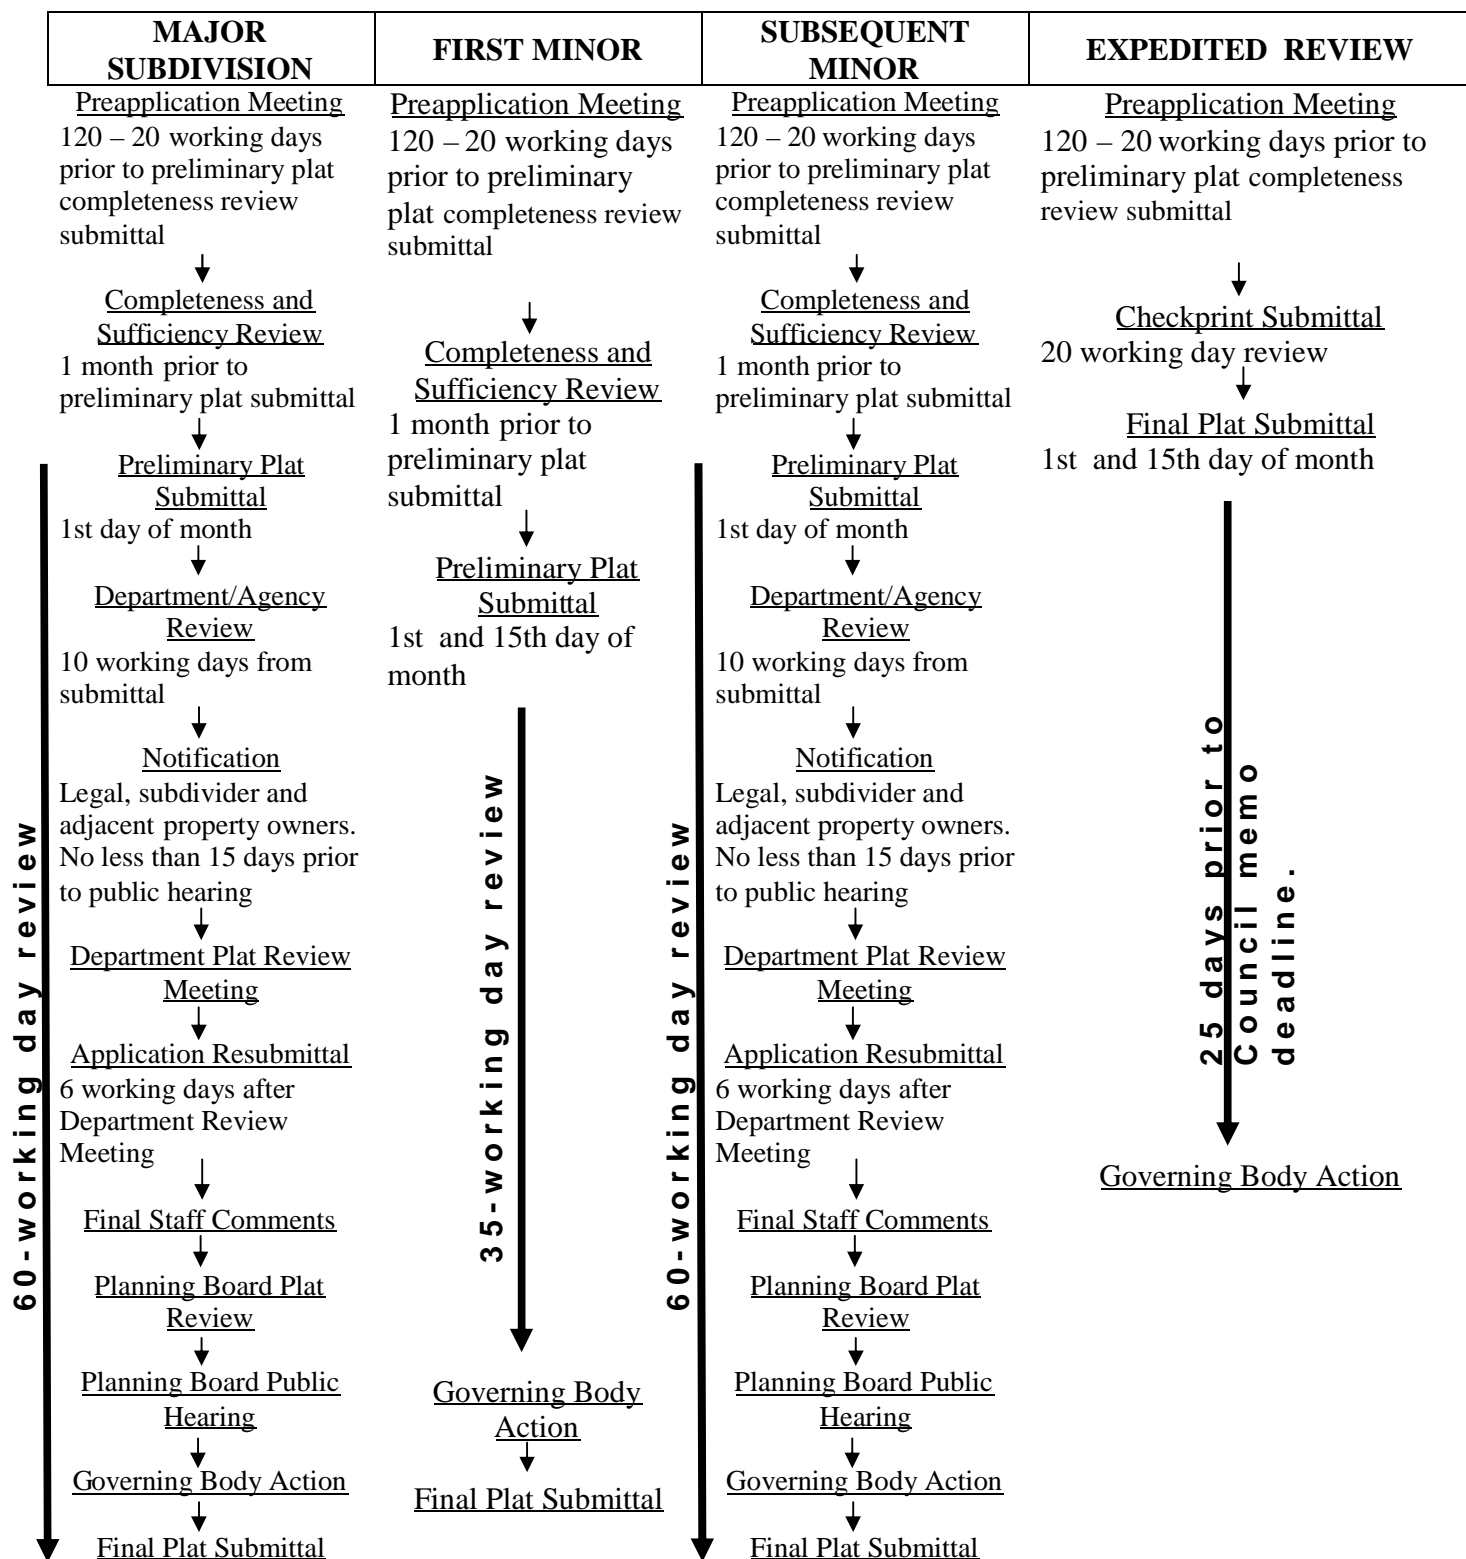 MAJOR
SUBDIVISION
FIRST MINOR
SUBSEQUENT
MINOR
EXPEDITED REVIEW
Preapplication Meeting
120 – 20 working days
prior to preliminary plat
completeness review
submittal
Completeness and
Sufficiency Review
1 month prior to
preliminary plat submittal
Preliminary Plat
Submittal
1st day of month
Department/Agency
Review
10 working days from
submittal
Notification
Legal, subdivider and
adjacent property owners.
No less than 15 days prior
to public hearing
Department Plat Review
Meeting
Application Resubmittal
6 working days after
Department Review
Meeting
Final Staff Comments
Planning Board Plat
Review
Planning Board Public
Hearing
Governing Body Action
Final Plat Submittal
60-working day review
Preapplication Meeting
120 – 20 working days
prior to preliminary
plat completeness review
submittal
Completeness and
Sufficiency Review
1 month prior to
preliminary plat
submittal
Preliminary Plat
Submittal
1st and 15th day of
month
35-working day review
Governing Body
Action
Final Plat Submittal
Preapplication Meeting
120 – 20 working days
prior to preliminary plat
completeness review
submittal
Completeness and
Sufficiency Review
1 month prior to
preliminary plat submittal
Preliminary Plat
Submittal
1st day of month
Department/Agency
Review
10 working days from
submittal
Notification
Legal, subdivider and
adjacent property owners.
No less than 15 days prior
to public hearing
Department Plat Review
Meeting
Application Resubmittal
6 working days after
Department Review
Meeting
Final Staff Comments
Planning Board Plat
Review
Planning Board Public
Hearing
Governing Body Action
Final Plat Submittal
60-working day review
Preapplication Meeting
120 – 20 working days prior to
preliminary plat completeness
review submittal
Checkprint Submittal
20 working day review
Final Plat Submittal
1st and 15th day of month
25 days prior to
Council memo
deadline.
Governing Body Action